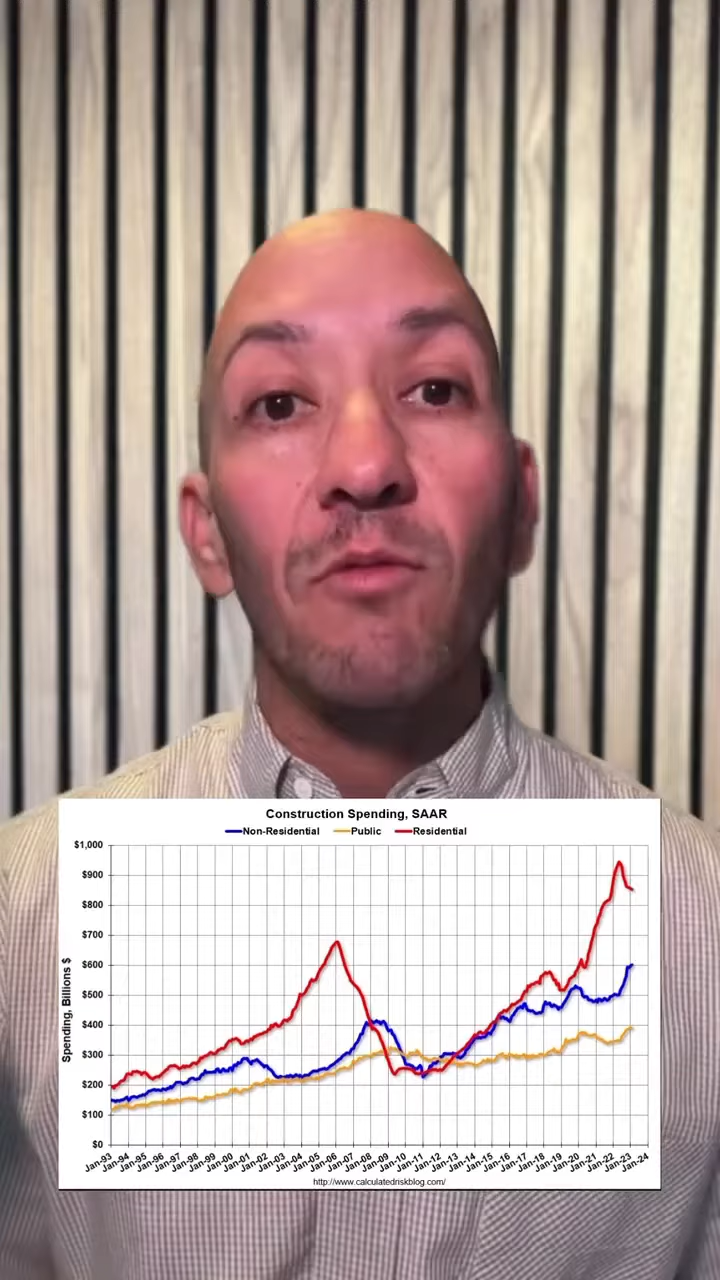 Construction Spending, SAAR
Non-Residential Public Residential
Spending, Billions $
$1,000
$900
$800
$700
$600
$500
$400
$300
$200
$100
$0
Jan-93 Jan-94 Jan-95 Jan-96 Jan-97 Jan-98 Jan-99 Jan-00 Jan-01 Jan-02 Jan-03 Jan-04 Jan-05 Jan-06 Jan-07 Jan-08 Jan-09 Jan-10 Jan-11 Jan-12 Jan-13 Jan-14 Jan-15 Jan-16 Jan-17 Jan-18 Jan-19 Jan-20 Jan-21 Jan-22 Jan-23 Jan-24
http://www.calculatedriskblog.com/